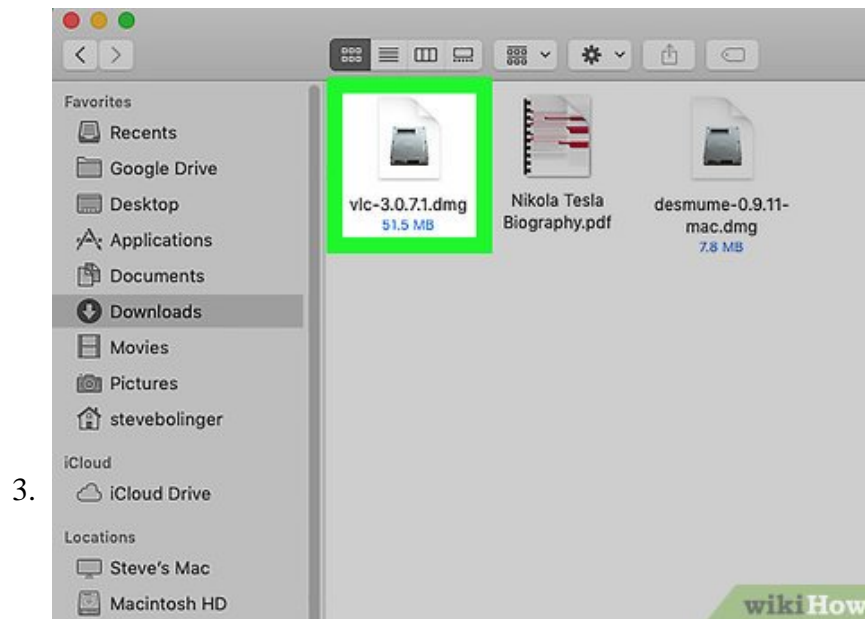 Favorites
Recents
Google Drive
Desktop
Applications
Documents
Downloads
Movies
Pictures
stevebolinger
iCloud
3.
iCloud Drive
Locations
Steve's Mac
Macintosh HD
vlc-3.0.7.1.dmg
51.5 MB
Nikola Tesla
Biography.pdf
desmume-0.9.11-
mac.dmg
7.8 MB
wikiHow